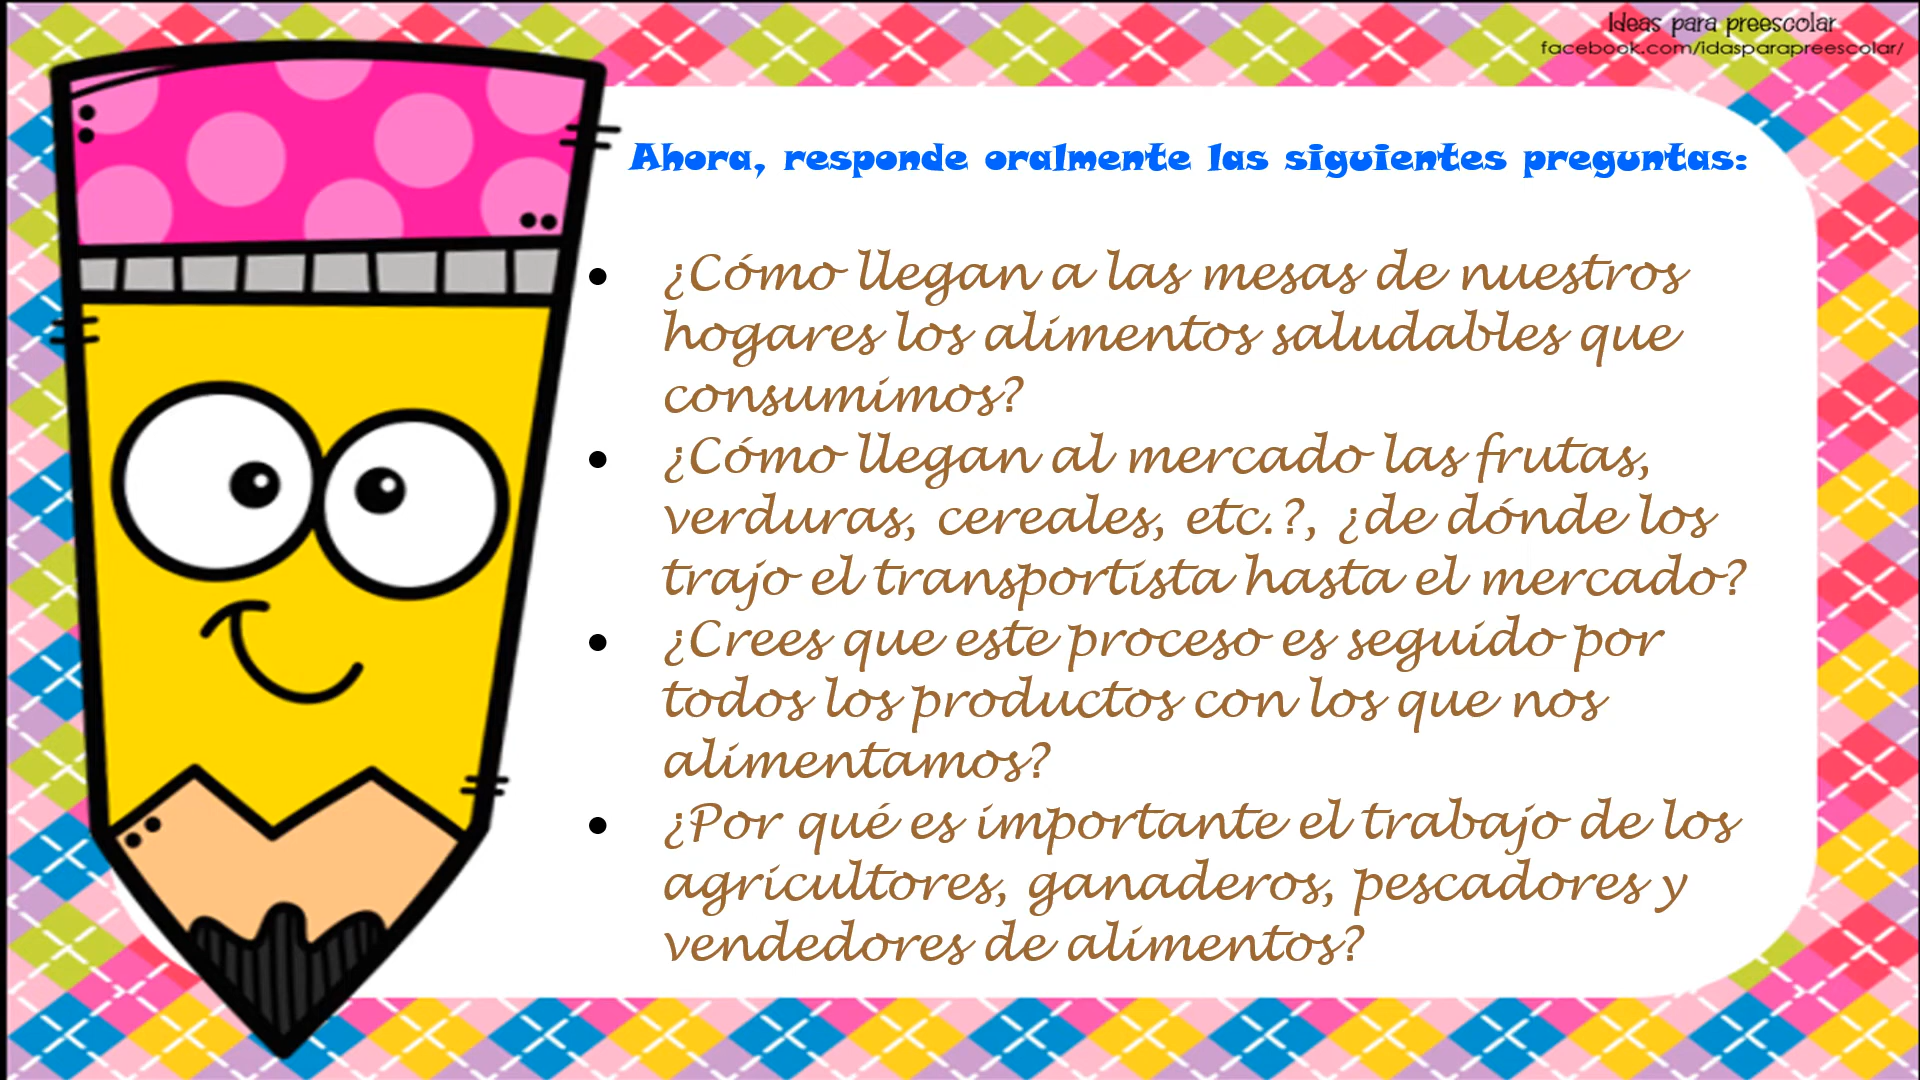 Ideas para preescolar
facebook.com/idasparapreescolar/
Ahora, responde oralmente las siguientes preguntas:
• ¿Cómo llegan a las mesas de nuestros
hogares los alimentos saludables que
consumimos?
• ¿Cómo llegan al mercado las frutas,
verduras, cereales, etc.?, ¿de dónde los
trajo el transportista hasta el mercado?
• ¿Crees que este proceso es seguido por
todos los productos con los que nos
alimentamos?
• ¿Por qué es importante el trabajo de los
agricultores, ganaderos, pescadores y
vendedores de alimentos?